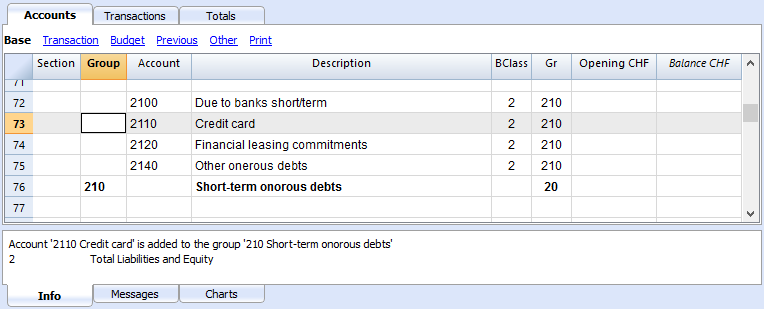 Accounts Transactions Totals
Base Transaction Budget Previous Other Print
Section Group Account Description BClass Gr Opening CHF Balance CHF
71
72 2100 Due to banks short/term 2 210
73 2110 Credit card 2 210
74 2120 Financial leasing commitments 2 210
75 2140 Other onerous debts 2 210
76 210 Short-term onorous debts 20
77
Account '2110 Credit card' is added to the group '210 Short-term onorous debts'
2 Total Liabilities and Equity
Info Messages Charts